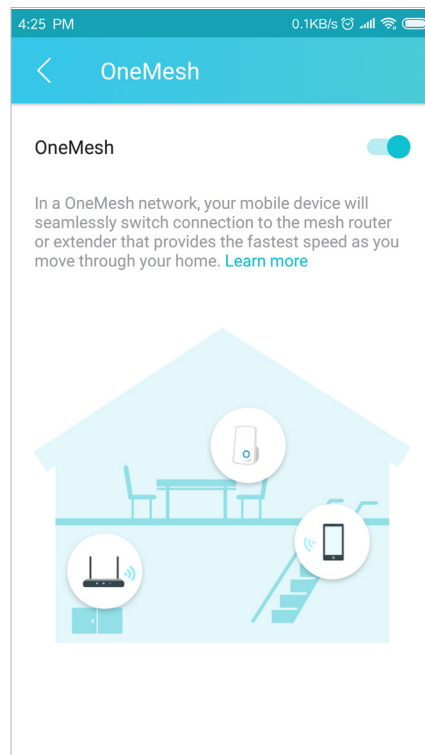 4:25 PM 0.1KB/s
OneMesh
OneMesh
In a OneMesh network, your mobile device will
seamlessly switch connection to the mesh router
or extender that provides the fastest speed as you
move through your home. Learn more